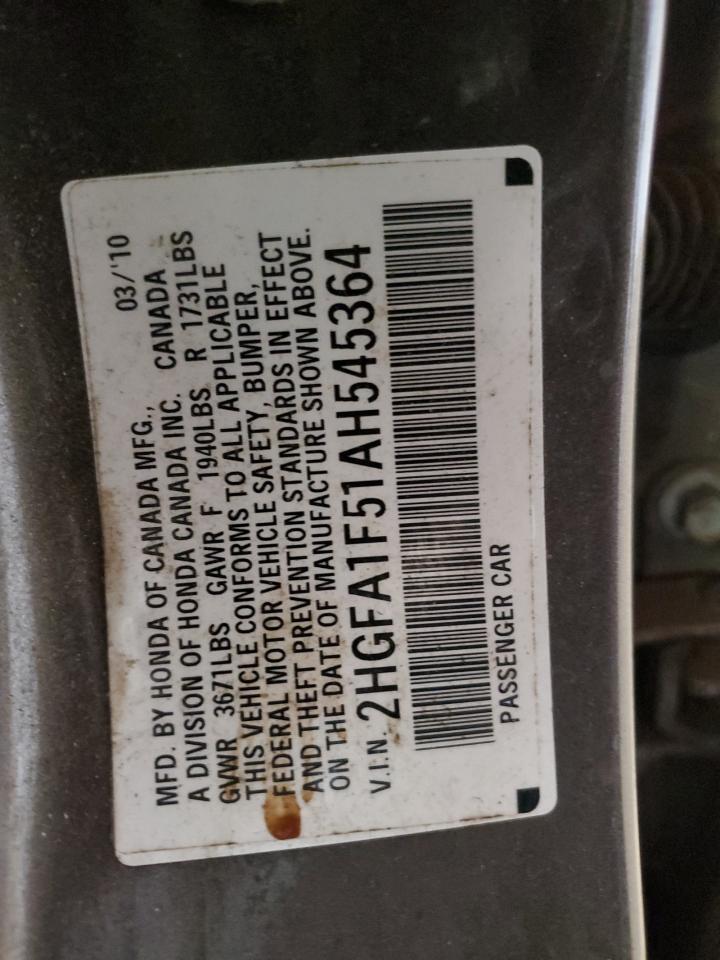 MFD. BY HONDA OF CANADA MFG., 03/'10
A DIVISION OF HONDA CANADA INC. CANADA
GVWR 3671LBS GAWR F 1940LBS R 1731LBS
THIS VEHICLE CONFORMS TO ALL APPLICABLE
FEDERAL MOTOR VEHICLE SAFETY, BUMPER,
AND THEFT PREVENTION STANDARDS IN EFFECT
ON THE DATE OF MANUFACTURE SHOWN ABOVE.
V.I.N. 2HGFA1F51AH545364
PASSENGER CAR